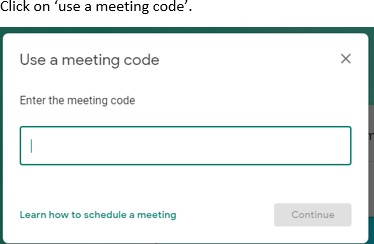 Click on ‘use a meeting code’.
Use a meeting code
Enter the meeting code
Learn how to schedule a meeting
Continue